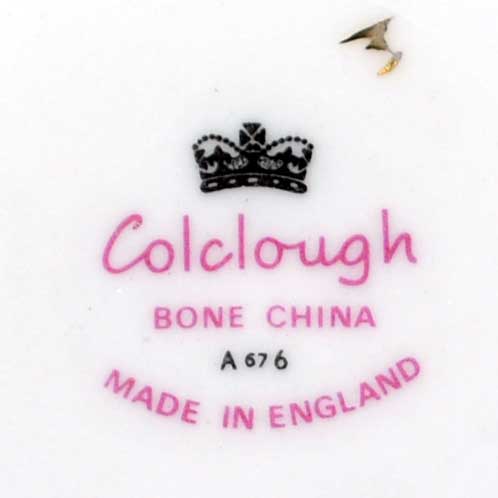 Colclough
BONE CHINA
A 676
MADE IN ENGLAND